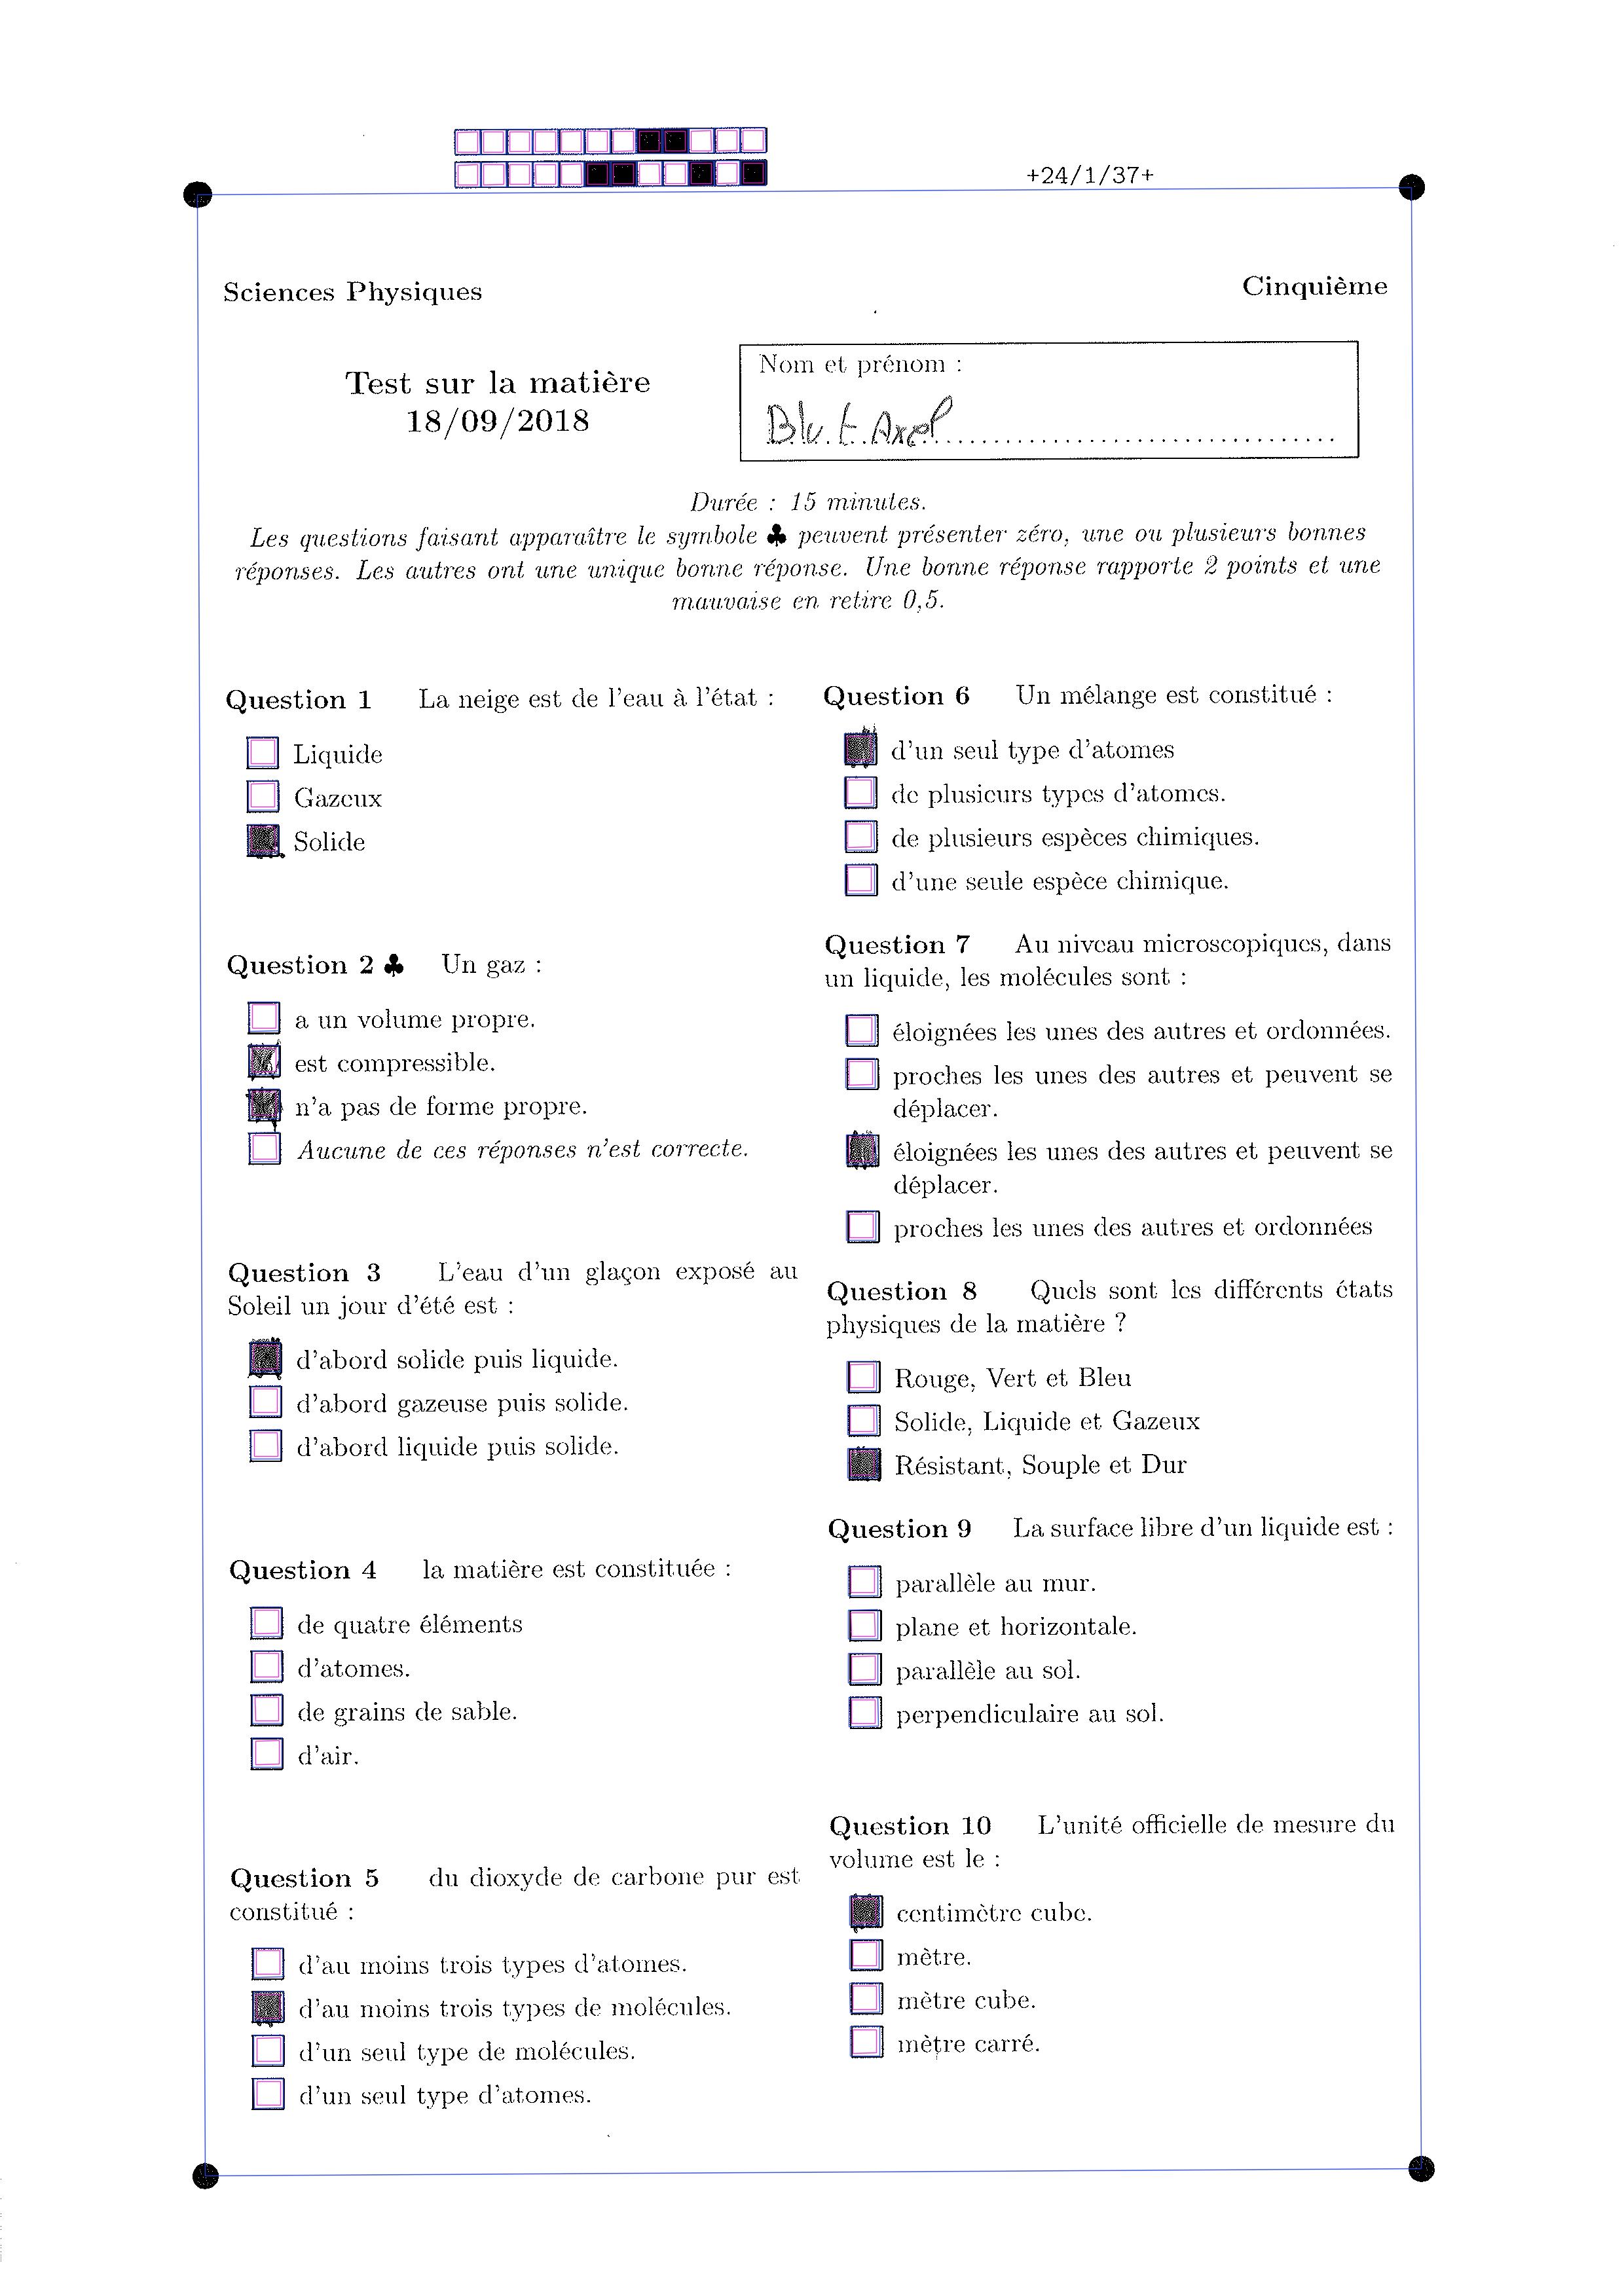 +24/1/37+
Sciences Physiques
Cinquième
Test sur la matière
18/09/2018
Nom et prénom :
Axel
Durée : 15 minutes.
Les questions faisant apparaître le symbole ♣ peuvent présenter zéro, une ou plusieurs bonnes
réponses. Les autres ont une unique bonne réponse. Une bonne réponse rapporte 2 points et une
mauvaise en retire 0,5.
Question 1 La neige est de l'eau à l'état :
Liquide
Gazeux
Solide
Question 2 ♣ Un gaz :
a un volume propre.
est compressible.
n'a pas de forme propre.
Aucune de ces réponses n'est correcte.
Question 3 L'eau d'un glaçon exposé au
Soleil un jour d'été est :
d'abord solide puis liquide.
d'abord gazeuse puis solide.
d'abord liquide puis solide.
Question 4 la matière est constituée :
de quatre éléments
d'atomes.
de grains de sable.
d'air.
Question 5 du dioxyde de carbone pur est
constitué :
d'au moins trois types d'atomes.
d'au moins trois types de molécules.
d'un seul type de molécules.
d'un seul type d'atomes.
Question 6 Un mélange est constitué :
d'un seul type d'atomes
de plusieurs types d'atomes.
de plusieurs espèces chimiques.
d'une seule espèce chimique.
Question 7 Au niveau microscopiques, dans
un liquide, les molécules sont :
éloignées les unes des autres et ordonnées.
proches les unes des autres et peuvent se
déplacer.
éloignées les unes des autres et peuvent se
déplacer.
proches les unes des autres et ordonnées
Question 8 Quels sont les différents états
physiques de la matière ?
Rouge, Vert et Bleu
Solide, Liquide et Gazeux
Résistant, Souple et Dur
Question 9 La surface libre d'un liquide est :
parallèle au mur.
plane et horizontale.
parallèle au sol.
perpendiculaire au sol.
Question 10 L'unité officielle de mesure du
volume est le :
centimètre cube.
mètre.
mètre cube.
mètre carré.